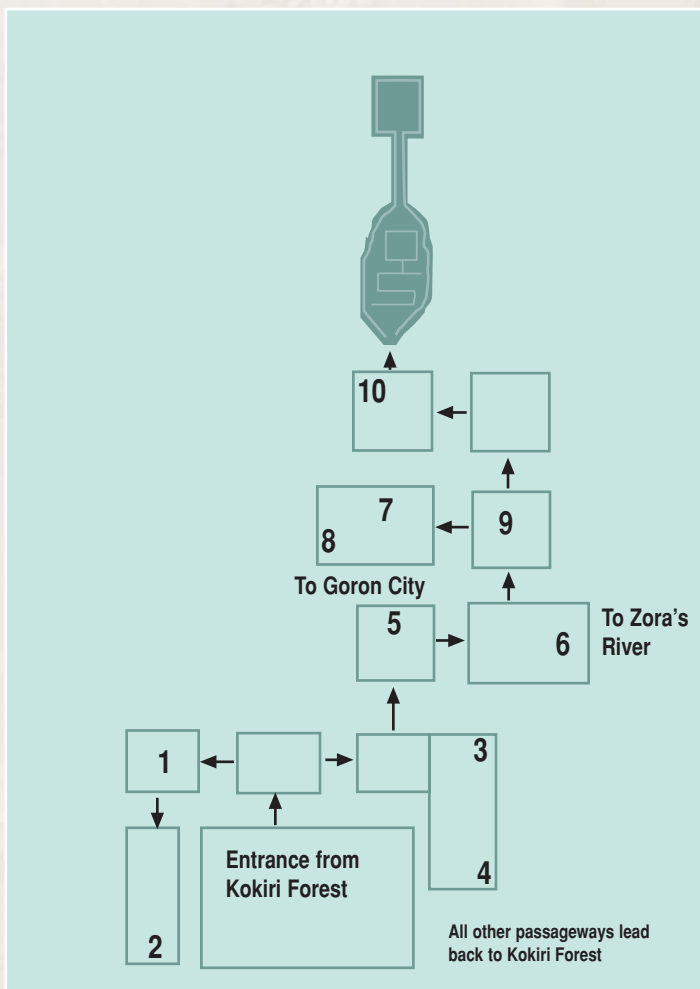 10
7
8
9
To Goron City
5
6
To Zora's
River
1
3
4
2
Entrance from
Kokiri Forest
All other passageways lead
back to Kokiri Forest